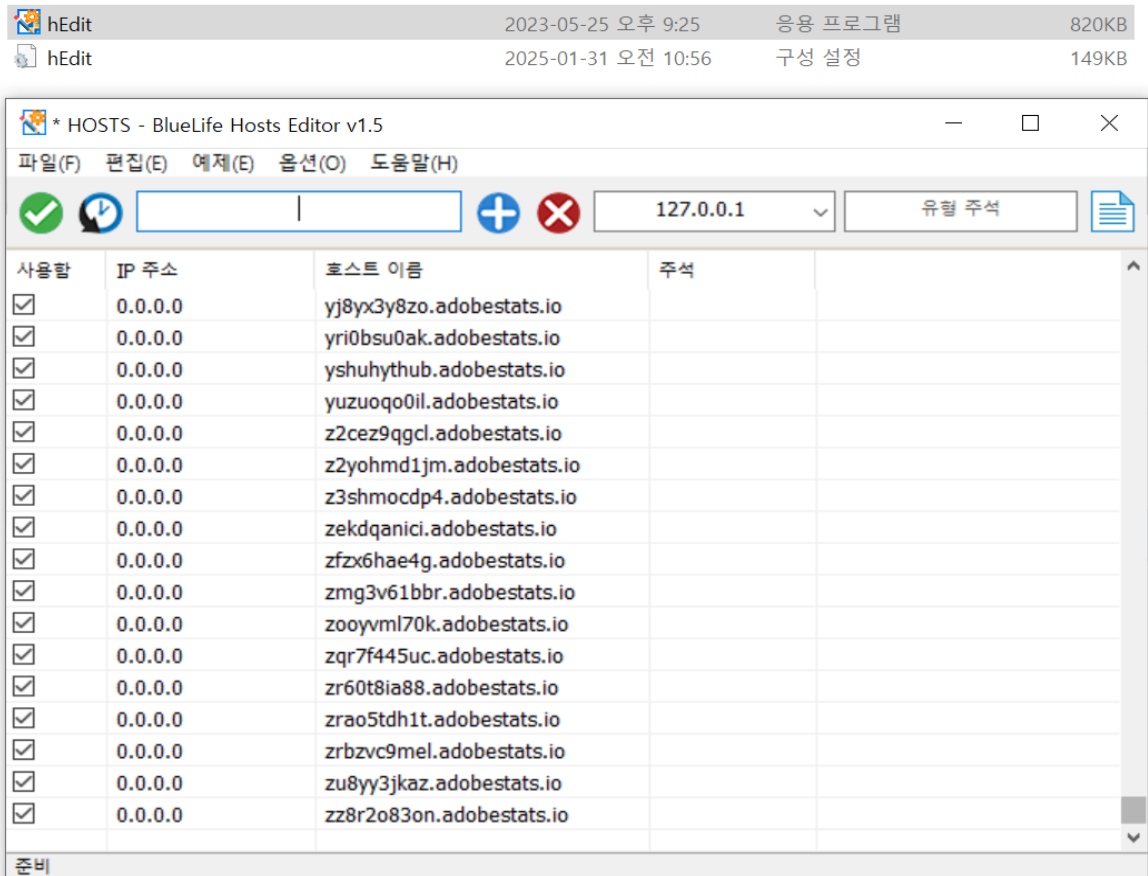 hEdit 2023-05-25 오후 9:25 응용 프로그램 820KB
hEdit 2025-01-31 오전 10:56 구성 설정 149KB
* HOSTS - BlueLife Hosts Editor v1.5
파일(F) 편집(E) 예제(E) 옵션(O) 도움말(H)
127.0.0.1 유형 주석
사용함 IP 주소 호스트 이름 주석
0.0.0.0 yj8yx3y8zo.adobestats.io
0.0.0.0 yri0bsu0ak.adobestats.io
0.0.0.0 yshuhythub.adobestats.io
0.0.0.0 yuzuoqo0il.adobestats.io
0.0.0.0 z2cez9qgcl.adobestats.io
0.0.0.0 z2yohmd1jm.adobestats.io
0.0.0.0 z3shmocdp4.adobestats.io
0.0.0.0 zekdqanici.adobestats.io
0.0.0.0 zfzx6hae4g.adobestats.io
0.0.0.0 zmg3v61bbr.adobestats.io
0.0.0.0 zooyvml70k.adobestats.io
0.0.0.0 zqr7f445uc.adobestats.io
0.0.0.0 zr60t8ia88.adobestats.io
0.0.0.0 zrao5tdh1t.adobestats.io
0.0.0.0 zrbzvc9mel.adobestats.io
0.0.0.0 zu8yy3jkaz.adobestats.io
0.0.0.0 zz8r2o83on.adobestats.io
준비